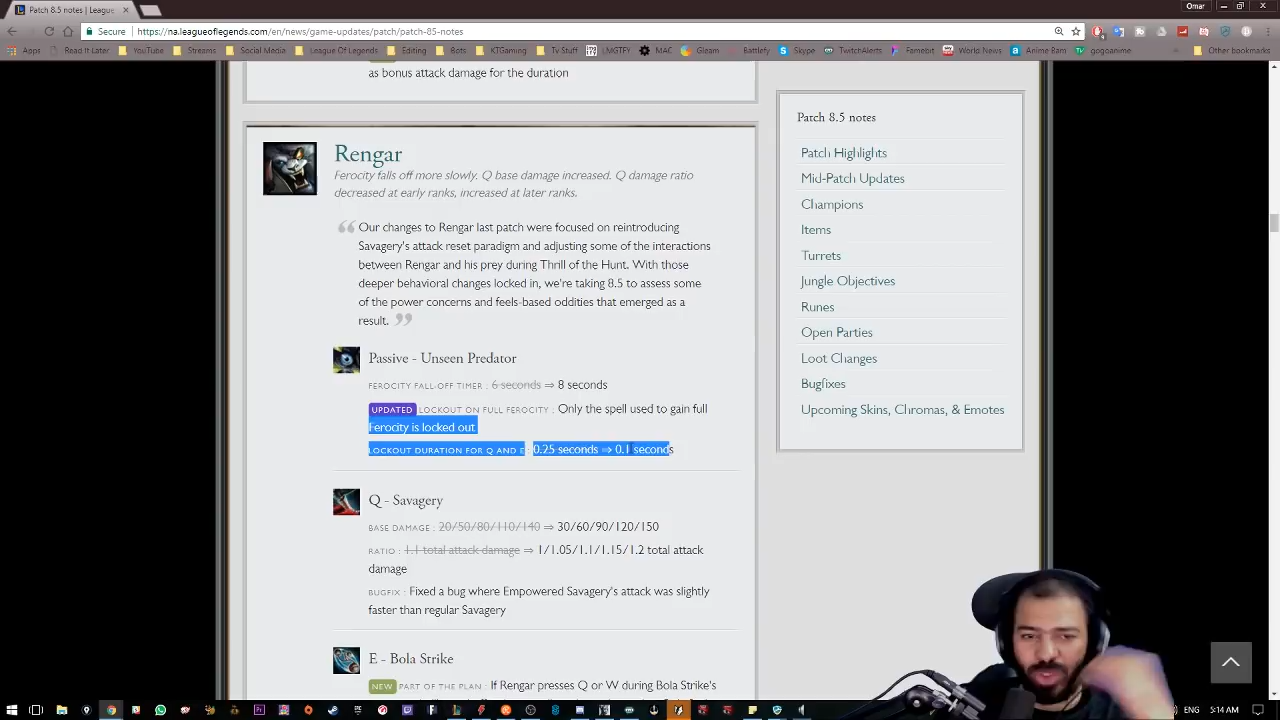 Patch 8.5 notes | League
Omar
Secure
https://na.leagueoflegends.com/en/news/game-updates/patch/patch-85-notes
Apps
Read It Later
YouTube
Streams
Social Media
League Of Legends
Editing
Bots
KTGaming
Tv Stuff
LMGTFY
MAC
Gleam
Battlefy
Skype
TwitchAlerts
Famebit
World News
Anime Bam
gogoanime
Other bookmarks
as bonus attack damage for the duration
Rengar
Ferocity falls off more slowly. Q base damage increased. Q damage ratio
decreased at early ranks, increased at later ranks.
Our changes to Rengar last patch were focused on reintroducing
Savagery's attack reset paradigm and adjusting some of the interactions
between Rengar and his prey during Thrill of the Hunt. With those
deeper behavioral changes locked in, we're taking 8.5 to assess some
of the power concerns and feels-based oddities that emerged as a
result.
Passive - Unseen Predator
FEROCITY FALL-OFF TIMER : 6 seconds ⇒ 8 seconds
UPDATED LOCKOUT ON FULL FEROCITY : Only the spell used to gain full
Ferocity is locked out
LOCKOUT DURATION FOR Q AND E : 0.25 seconds ⇒ 0.1 seconds
Q - Savagery
BASE DAMAGE : 20/50/80/110/140 ⇒ 30/60/90/120/150
RATIO : 1.1 total attack damage ⇒ 1/1.05/1.1/1.15/1.2 total attack
damage
BUGFIX : Fixed a bug where Empowered Savagery's attack was slightly
faster than regular Savagery
E - Bola Strike
NEW PART OF THE PLAN : If Rengar presses Q or W during Bola Strike's
Patch 8.5 notes
Patch Highlights
Mid-Patch Updates
Champions
Items
Turrets
Jungle Objectives
Runes
Open Parties
Loot Changes
Bugfixes
Upcoming Skins, Chromas, & Emotes
ENG
5:14 AM